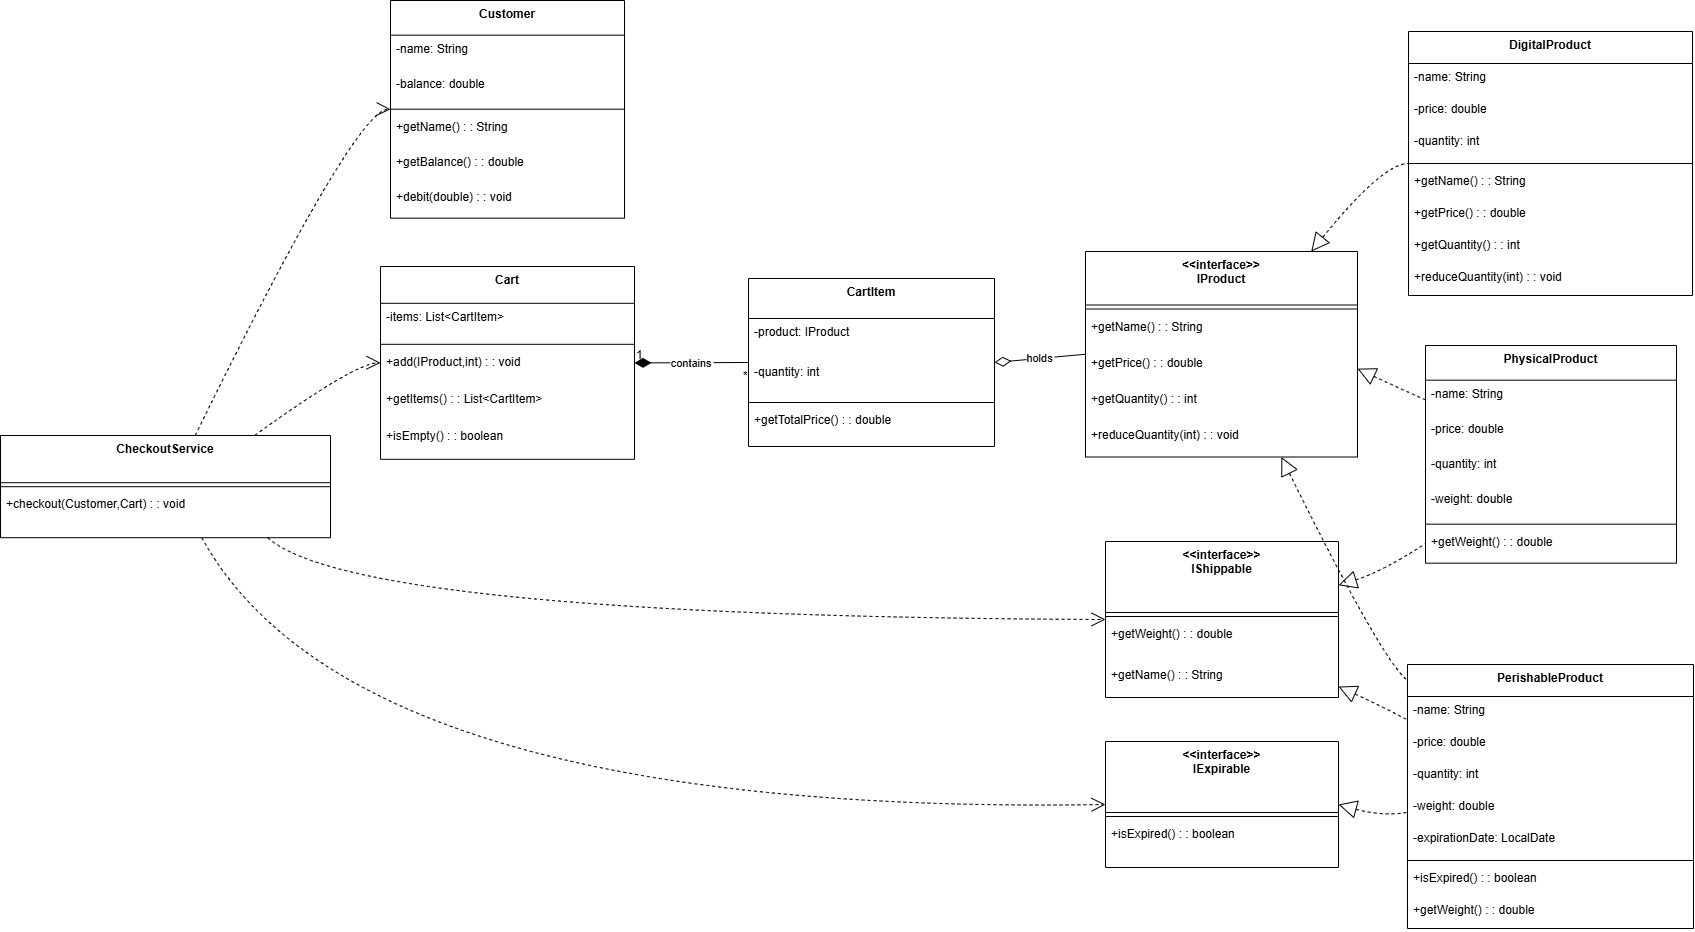 Customer
-name: String
-balance: double
+getName() : : String
+getBalance() : : double
+debit(double) : : void
Cart
-items: List<CartItem>
+add(IProduct,int) : : void
+getItems() : : List<CartItem>
+isEmpty() : : boolean
1
contains
*
CartItem
-product: IProduct
-quantity: int
+getTotalPrice() : : double
holds
<<interface>>
IProduct
+getName() : : String
+getPrice() : : double
+getQuantity() : : int
+reduceQuantity(int) : : void
DigitalProduct
-name: String
-price: double
-quantity: int
+getName() : : String
+getPrice() : : double
+getQuantity() : : int
+reduceQuantity(int) : : void
PhysicalProduct
-name: String
-price: double
-quantity: int
-weight: double
+getWeight() : : double
CheckoutService
+checkout(Customer,Cart) : : void
<<interface>>
IShippable
+getWeight() : : double
+getName() : : String
<<interface>>
IExpirable
+isExpired() : : boolean
PerishableProduct
-name: String
-price: double
-quantity: int
-weight: double
-expirationDate: LocalDate
+isExpired() : : boolean
+getWeight() : : double